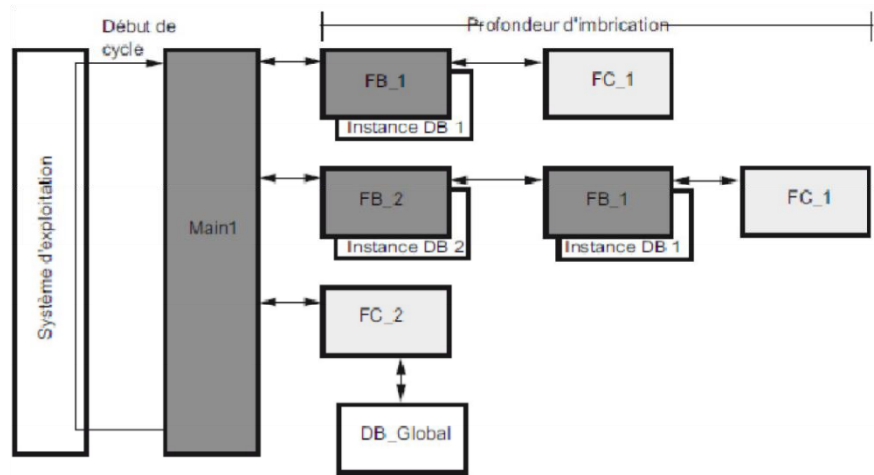 Début de
cycle
Profondeur d'imbrication
Système d'exploitation
Main1
FB_1
Instance DB 1
FC_1
FB_2
Instance DB 2
FB_1
Instance DB 1
FC_1
FC_2
DB_Global